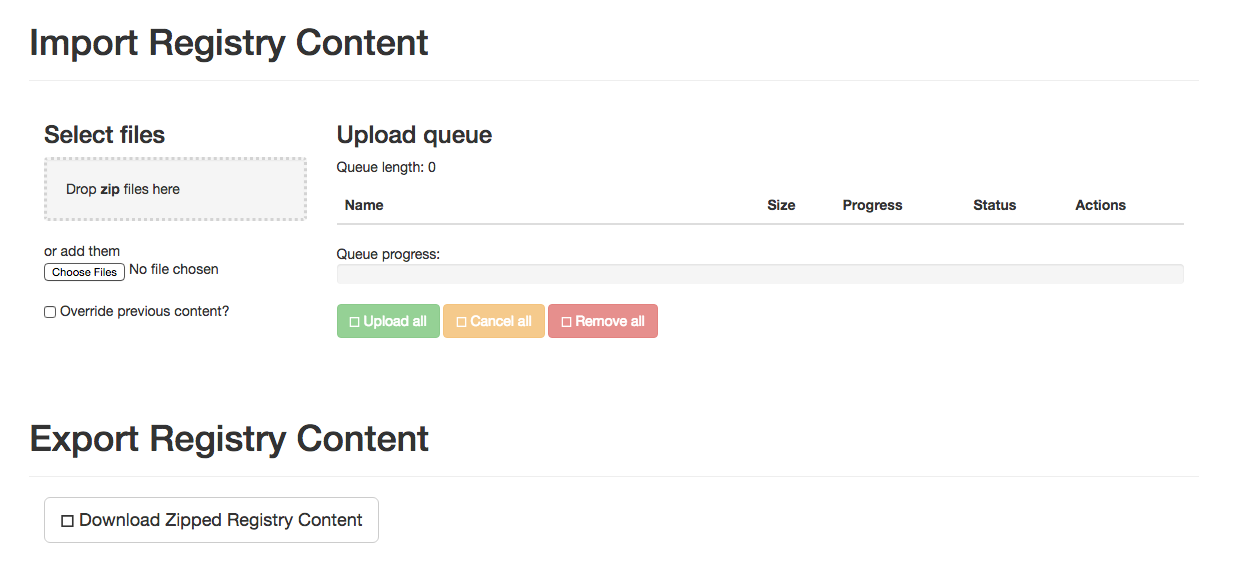 Import Registry Content
Select files
Drop zip files here
or add them
Choose Files No file chosen
Override previous content?
Upload queue
Queue length: 0
Name Size Progress Status Actions
Queue progress:
Upload all Cancel all Remove all
Export Registry Content
Download Zipped Registry Content